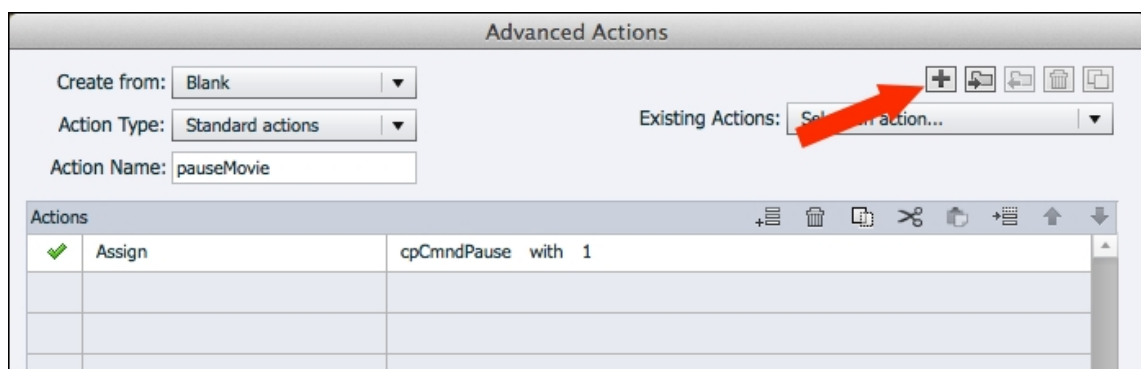 Advanced Actions
Create from: Blank
Action Type: Standard actions
Existing Actions: action...
Action Name: pauseMovie
Actions
Assign cpCmndPause with 1